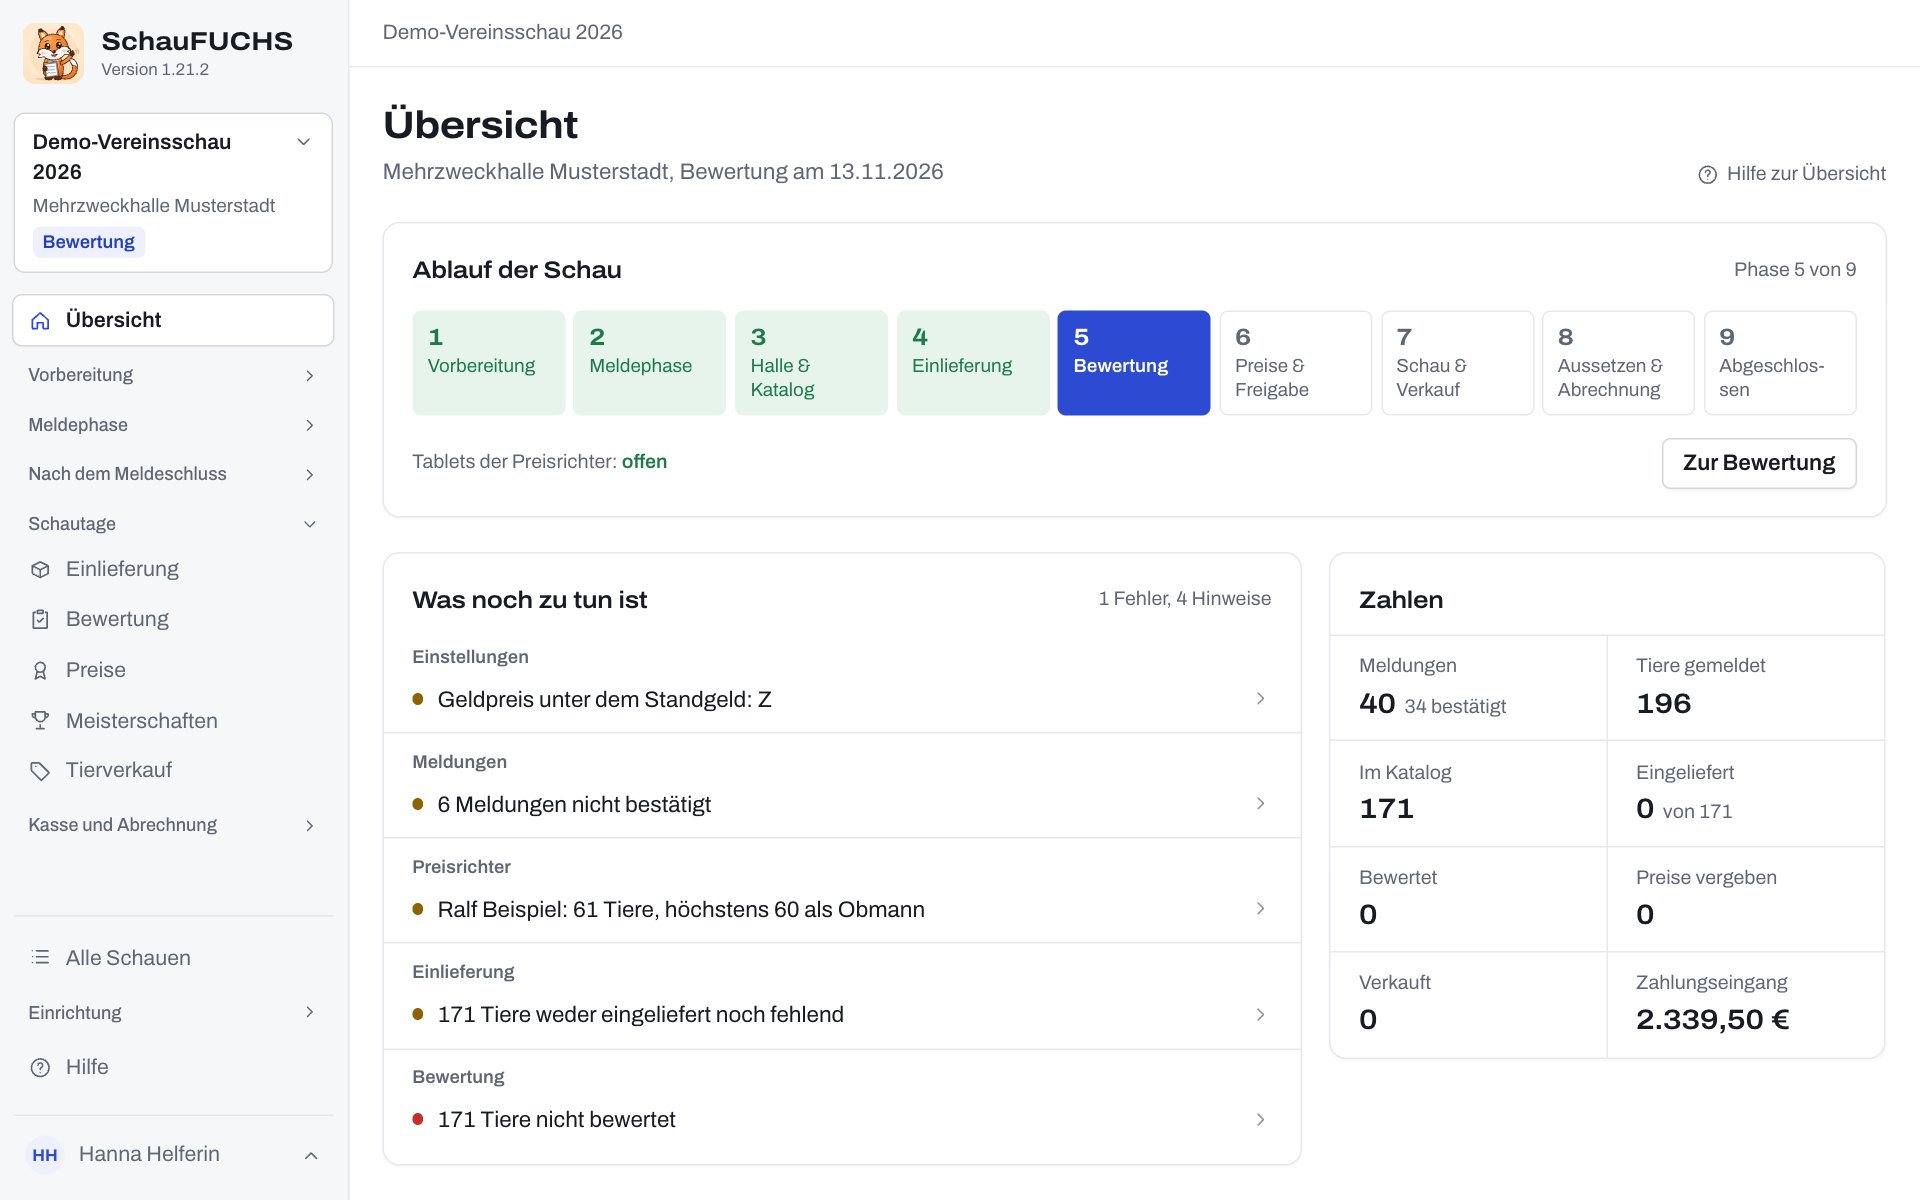 SchauFUCHS
Version 1.21.2
Demo-Vereinsschau
2026
Mehrzweckhalle Musterstadt
Bewertung
Übersicht
Vorbereitung
Meldephase
Nach dem Meldeschluss
Schautage
Einlieferung
Bewertung
Preise
Meisterschaften
Tierverkauf
Kasse und Abrechnung
Alle Schauen
Einrichtung
Hilfe
HH Hanna Helferin
Demo-Vereinsschau 2026
Übersicht
Mehrzweckhalle Musterstadt, Bewertung am 13.11.2026
Hilfe zur Übersicht
Ablauf der Schau
Phase 5 von 9
1
Vorbereitung
2
Meldephase
3
Halle &
Katalog
4
Einlieferung
5
Bewertung
6
Preise &
Freigabe
7
Schau &
Verkauf
8
Aussetzen &
Abrechnung
9
Abgeschlos-
sen
Tablets der Preisrichter: offen
Zur Bewertung
Was noch zu tun ist
1 Fehler, 4 Hinweise
Einstellungen
Geldpreis unter dem Standgeld: Z
Meldungen
6 Meldungen nicht bestätigt
Preisrichter
Ralf Beispiel: 61 Tiere, höchstens 60 als Obmann
Einlieferung
171 Tiere weder eingeliefert noch fehlend
Bewertung
171 Tiere nicht bewertet
Zahlen
Meldungen
40 34 bestätigt
Tiere gemeldet
196
Im Katalog
171
Eingeliefert
0 von 171
Bewertet
0
Preise vergeben
0
Verkauft
0
Zahlungseingang
2.339,50 €